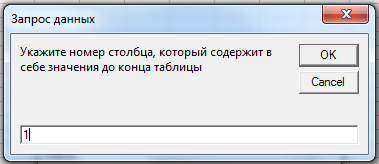 Запрос данных
Укажите номер столбца, который содержит в
себе значения до конца таблицы
OK
Cancel
1